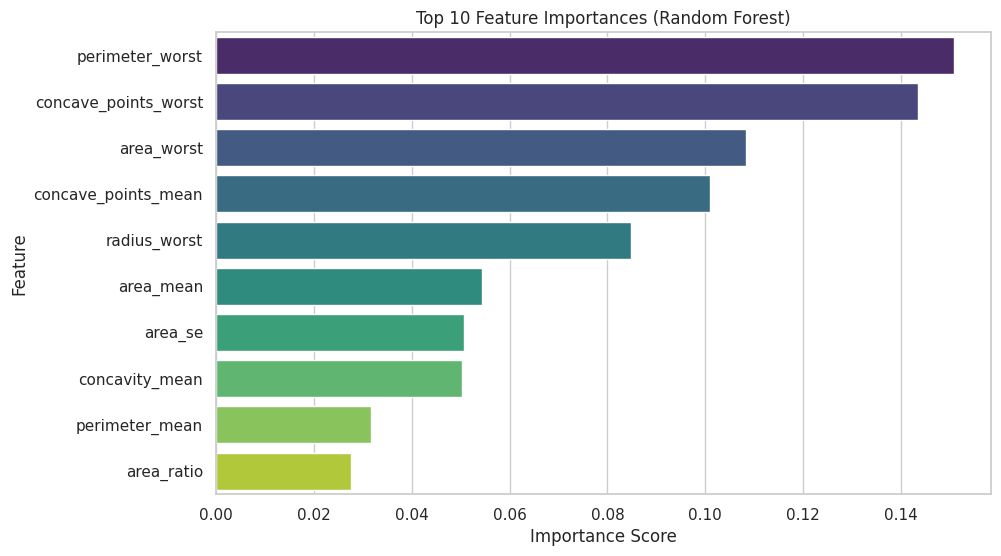 Top 10 Feature Importances (Random Forest)
perimeter_worst
concave_points_worst
area_worst
concave_points_mean
radius_worst
area_mean
area_se
concavity_mean
perimeter_mean
area_ratio
Feature
0.00 0.02 0.04 0.06 0.08 0.10 0.12 0.14
Importance Score